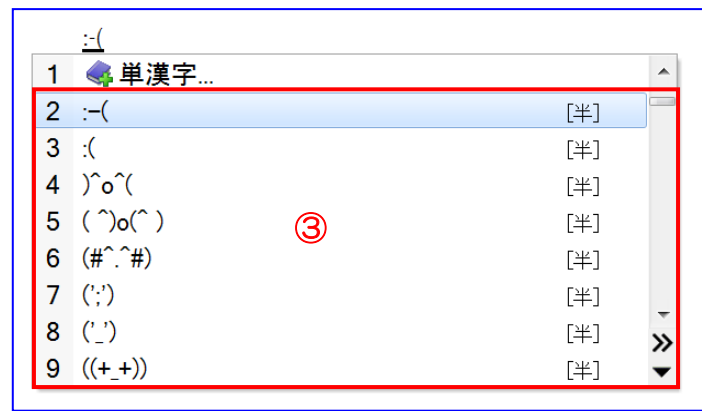 :-(
1 単漢字...
2 :-( [半]
3 :( [半]
4 )^o^( [半]
5 ( ^)o(^ ) [半]
6 (#^.^#) [半]
7 (';') [半]
8 ('_') [半]
9 ((+_+)) [半]
③